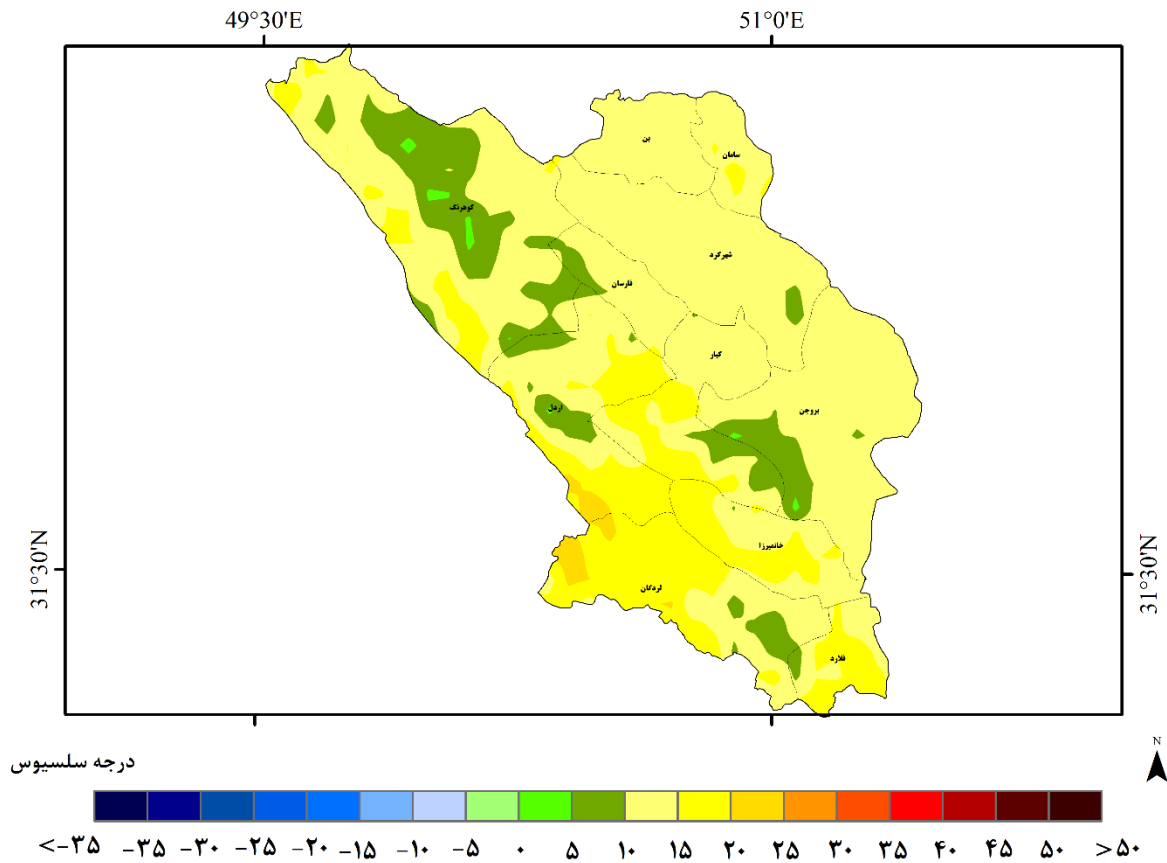 49°30'E 51°0'E
بن
سامان
کوهرنگ
شهرکرد
فارسان
کیار
اردل
بروجن
خانمیرزا
31°30'N 31°30'N
لردگان
فلارد
درجه سلسیوس
N
<-۳۵ -۳۵ -۳۰ -۲۵ -۲۰ -۱۵ -۱۰ -۵ ۰ ۵ ۱۰ ۱۵ ۲۰ ۲۵ ۳۰ ۳۵ ۴۰ ۴۵ ۵۰ >۵۰